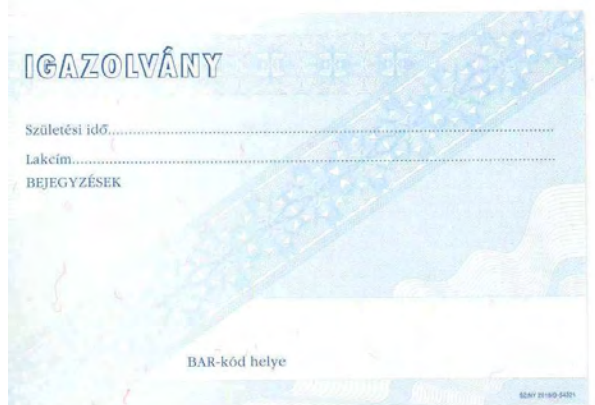 IGAZOLVÁNY
Születési idő..........................................................................
Lakcím..........................................................................
BEJEGYZÉSEK
BAR-kód helye